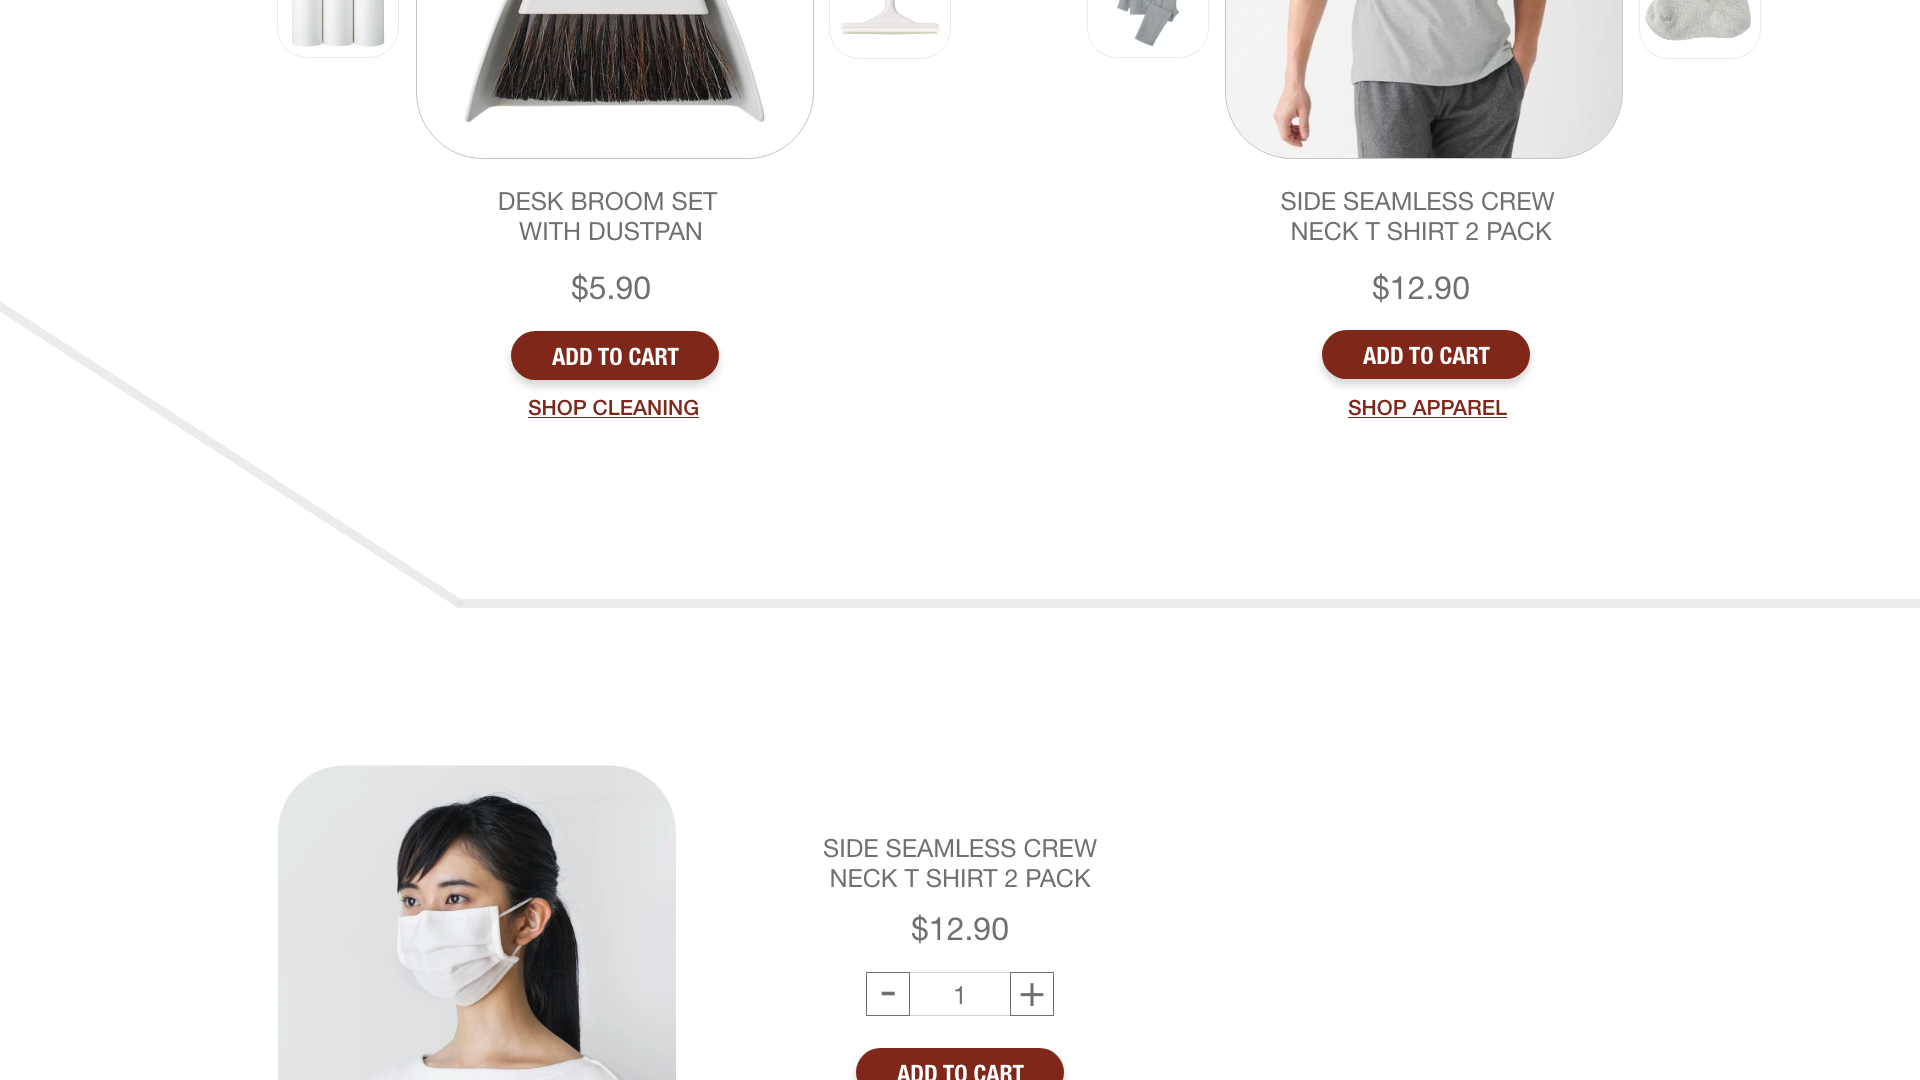 DESK BROOM SET
WITH DUSTPAN
$5.90
ADD TO CART
SHOP CLEANING
SIDE SEAMLESS CREW
NECK T SHIRT 2 PACK
$12.90
ADD TO CART
SHOP APPAREL
SIDE SEAMLESS CREW
NECK T SHIRT 2 PACK
$12.90
- 1 +
ADD TO CART